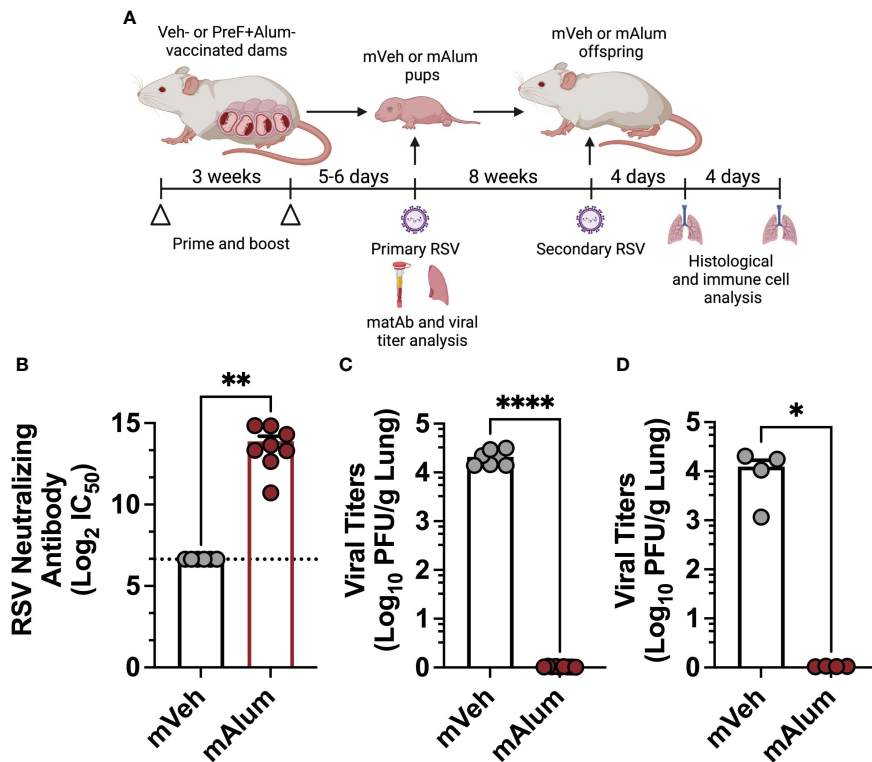 A
Veh- or PreF+Alum-
vaccinated dams
mVeh or mAlum
pups
mVeh or mAlum
offspring
3 weeks
5-6 days
8 weeks
4 days
4 days
Prime and boost
Primary RSV
Secondary RSV
Histological
and immune cell
analysis
matAb and viral
titer analysis
B
**
RSV Neutralizing
Antibody
(Log2 IC50)
15
10
5
0
mVeh
mAlum
C
****
Viral Titers
(Log10 PFU/g Lung)
5
4
3
2
1
0
mVeh
mAlum
D
*
Viral Titers
(Log10 PFU/g Lung)
5
4
3
2
1
0
mVeh
mAlum